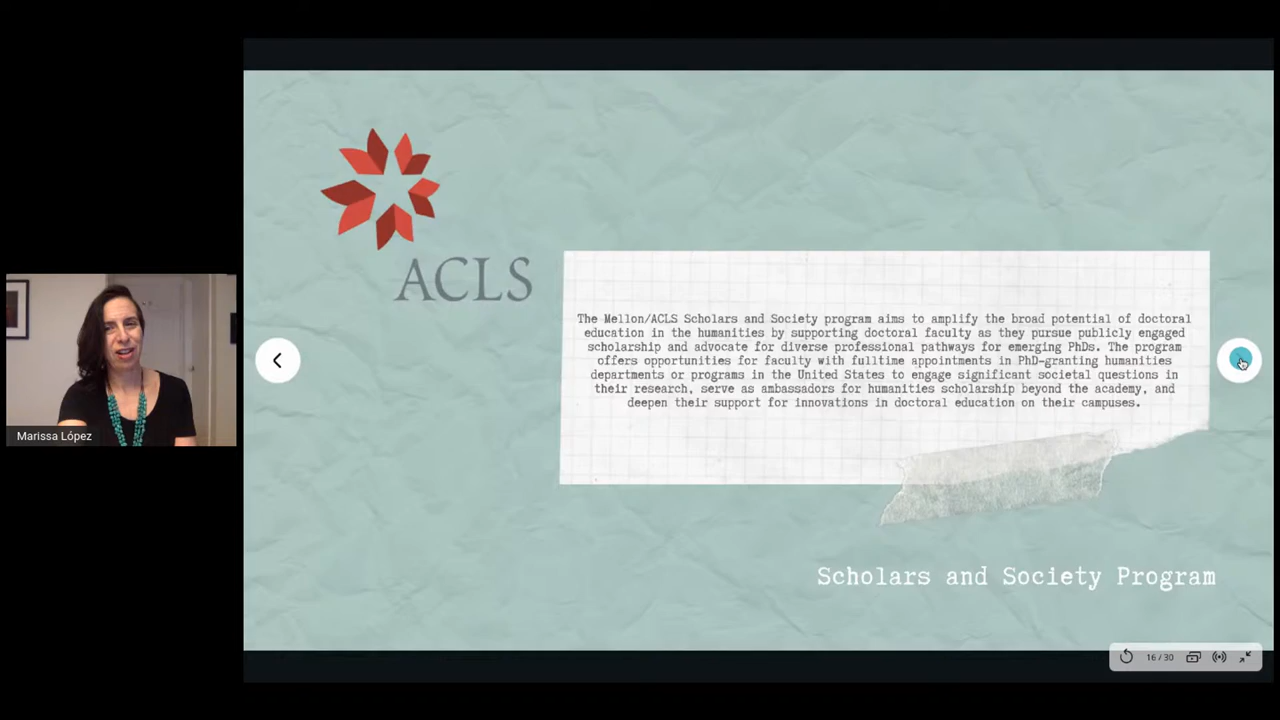 ACLS
The Mellon/ACLS Scholars and Society program aims to amplify the broad potential of doctoral
education in the humanities by supporting doctoral faculty as they pursue publicly engaged
scholarship and advocate for diverse professional pathways for emerging PhDs. The program
offers opportunities for faculty with fulltime appointments in PhD-granting humanities
departments or programs in the United States to engage significant societal questions in
their research, serve as ambassadors for humanities scholarship beyond the academy, and
deepen their support for innovations in doctoral education on their campuses.
Marissa López
Scholars and Society Program
16 / 30